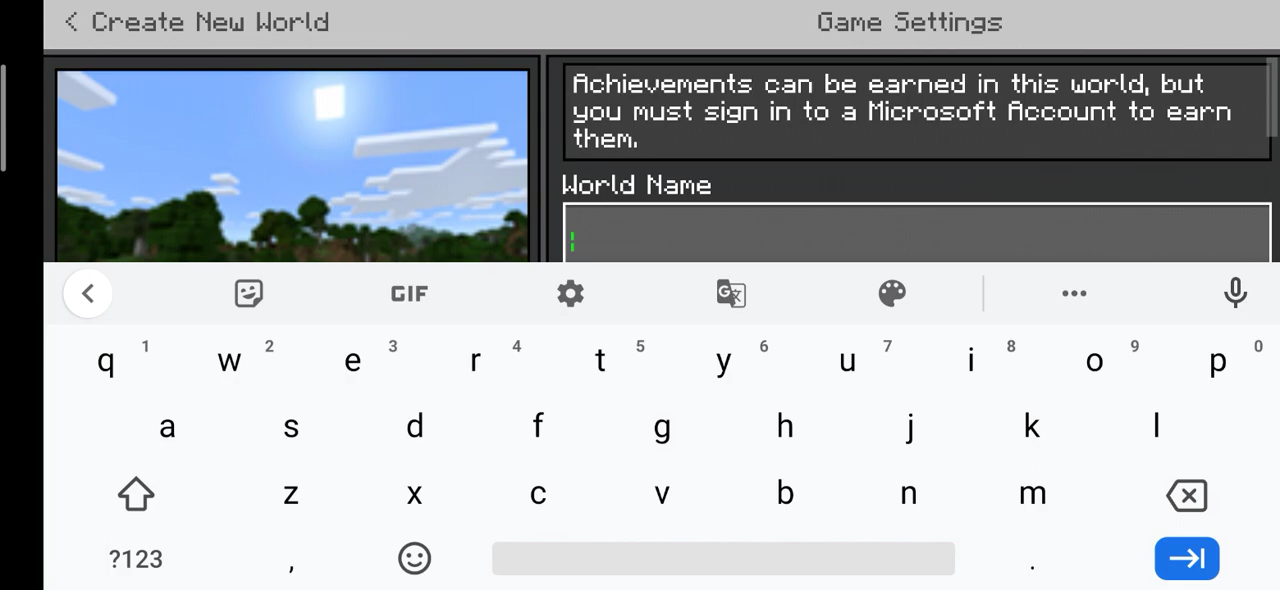 < Create New World
Game Settings
Achievements can be earned in this world, but
you must sign in to a Microsoft Account to earn
them.
World Name
GIF
q 1 w 2 e 3 r 4 t 5 y 6 u 7 i 8 o 9 p 0
a s d f g h j k l
z x c v b n m
?123 , .